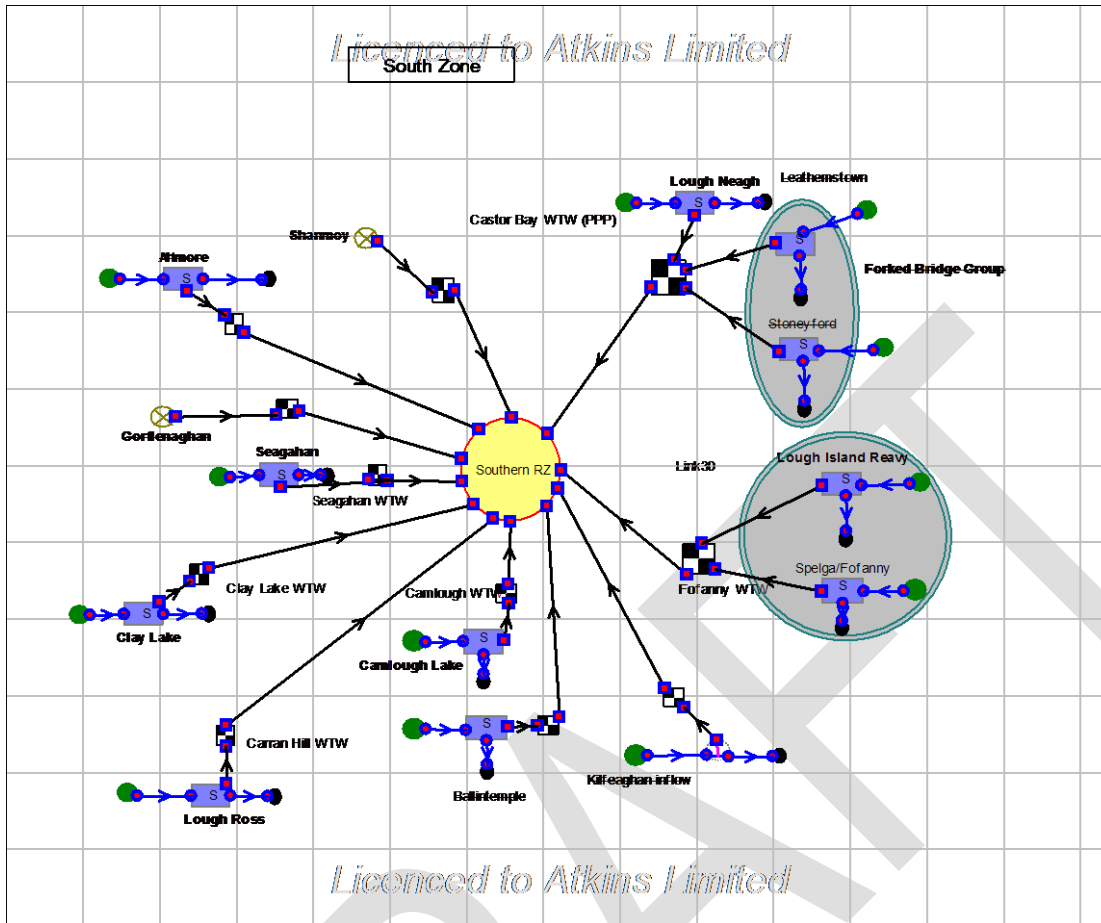 Licenced to Atkins Limited
South Zone
Lough Neagh
Leathemstown
Castor Bay WTW (PPP)
Shanmoy
Altmore
S
S
S
Forked Bridge Group
Stoneyford
S
Gortlenaghan
Seagahan
S
Seagahan WTW
Southern RZ
Link30
Lough Island Reavy
S
Spelga/Fofanny
S
Fofanny WTW
Clay Lake WTW
Camlough WTW
S
Clay Lake
S
Camlough Lake
Carran Hill WTW
S
Kilfeaghan inflow
Ballintemple
S
Lough Ross
Licenced to Atkins Limited
DRAFT